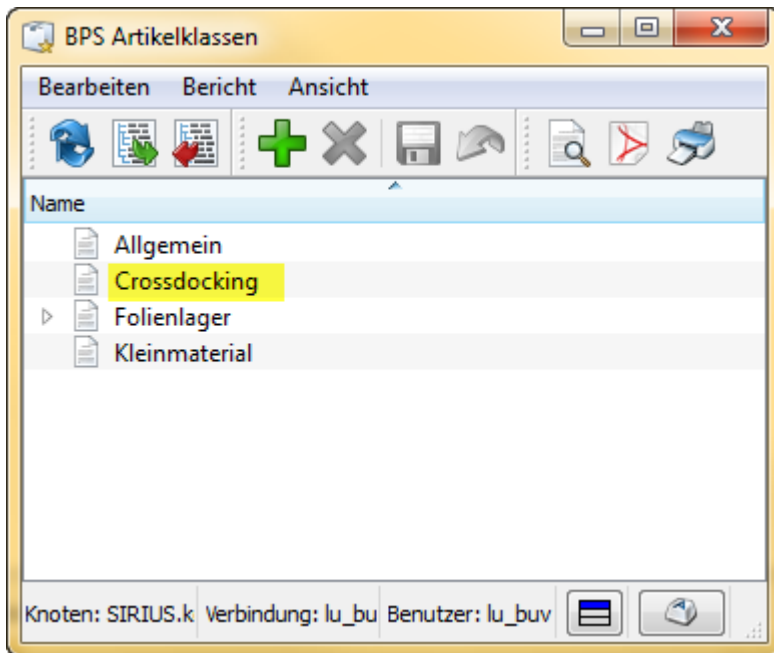 BPS Artikelklassen
Bearbeiten Bericht Ansicht
Name
Allgemein
Crossdocking
Folienlager
Kleinmaterial
Knoten: SIRIUS.k Verbindung: lu_bu Benutzer: lu_buv